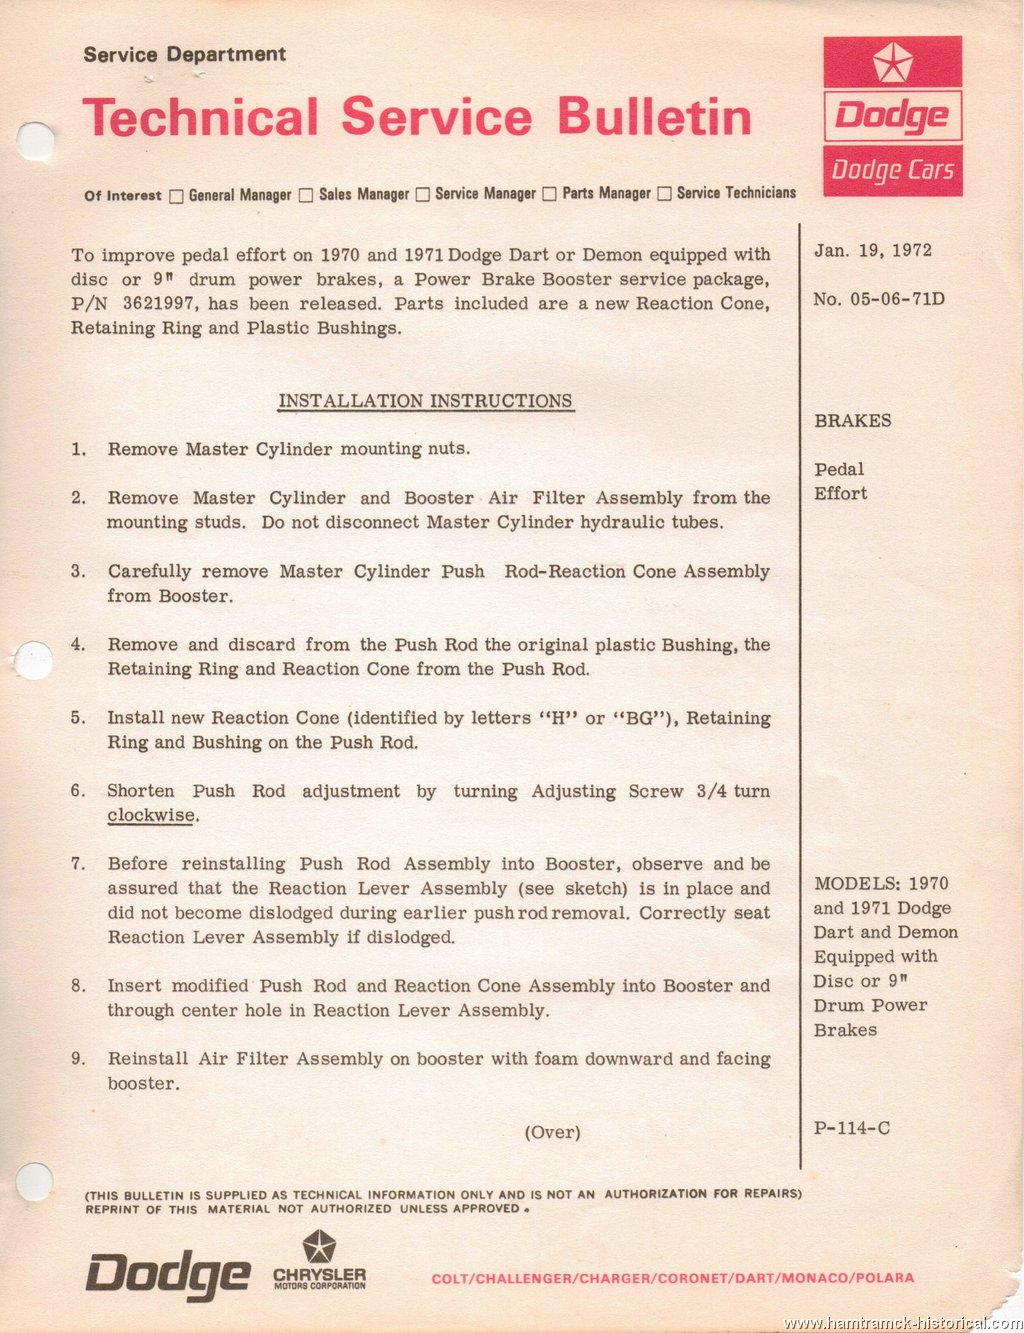 Service Department
Technical Service Bulletin
Dodge
Dodge Cars
Of Interest □ General Manager □ Sales Manager □ Service Manager □ Parts Manager □ Service Technicians
To improve pedal effort on 1970 and 1971 Dodge Dart or Demon equipped with
disc or 9" drum power brakes, a Power Brake Booster service package,
P/N 3621997, has been released. Parts included are a new Reaction Cone,
Retaining Ring and Plastic Bushings.
INSTALLATION INSTRUCTIONS
1. Remove Master Cylinder mounting nuts.
2. Remove Master Cylinder and Booster Air Filter Assembly from the
mounting studs. Do not disconnect Master Cylinder hydraulic tubes.
3. Carefully remove Master Cylinder Push Rod-Reaction Cone Assembly
from Booster.
4. Remove and discard from the Push Rod the original plastic Bushing, the
Retaining Ring and Reaction Cone from the Push Rod.
5. Install new Reaction Cone (identified by letters "H" or "BG"), Retaining
Ring and Bushing on the Push Rod.
6. Shorten Push Rod adjustment by turning Adjusting Screw 3/4 turn
clockwise.
7. Before reinstalling Push Rod Assembly into Booster, observe and be
assured that the Reaction Lever Assembly (see sketch) is in place and
did not become dislodged during earlier push rod removal. Correctly seat
Reaction Lever Assembly if dislodged.
8. Insert modified Push Rod and Reaction Cone Assembly into Booster and
through center hole in Reaction Lever Assembly.
9. Reinstall Air Filter Assembly on booster with foam downward and facing
booster.
(Over)
Jan. 19, 1972
No. 05-06-71D
BRAKES
Pedal
Effort
MODELS: 1970
and 1971 Dodge
Dart and Demon
Equipped with
Disc or 9"
Drum Power
Brakes
P-114-C
(THIS BULLETIN IS SUPPLIED AS TECHNICAL INFORMATION ONLY AND IS NOT AN AUTHORIZATION FOR REPAIRS)
REPRINT OF THIS MATERIAL NOT AUTHORIZED UNLESS APPROVED.
Dodge
CHRYSLER
MOTORS CORPORATION
COLT/CHALLENGER/CHARGER/CORONET/DART/MONACO/POLARA
www.hamtramck-historical.com